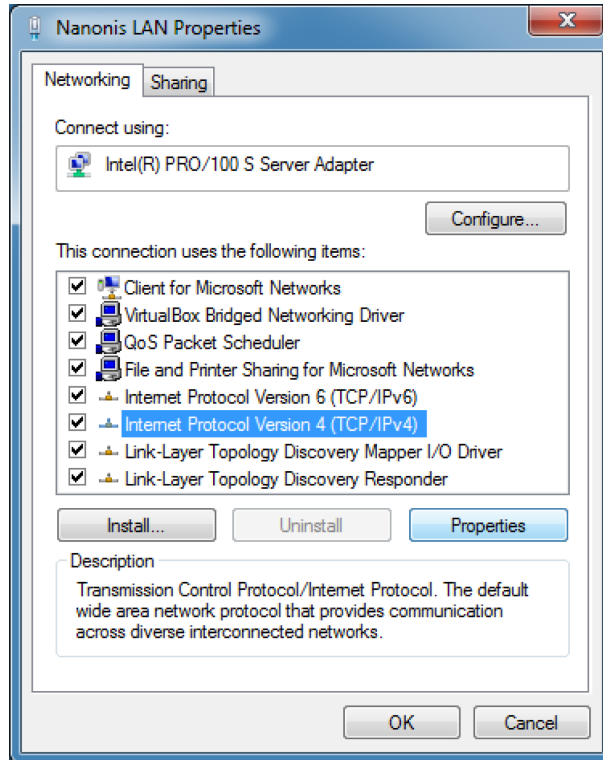 Nanonis LAN Properties
Networking
Sharing
Connect using:
Intel(R) PRO/100 S Server Adapter
Configure...
This connection uses the following items:
Client for Microsoft Networks
VirtualBox Bridged Networking Driver
QoS Packet Scheduler
File and Printer Sharing for Microsoft Networks
Internet Protocol Version 6 (TCP/IPv6)
Internet Protocol Version 4 (TCP/IPv4)
Link-Layer Topology Discovery Mapper I/O Driver
Link-Layer Topology Discovery Responder
Install...
Uninstall
Properties
Description
Transmission Control Protocol/Internet Protocol. The default
wide area network protocol that provides communication
across diverse interconnected networks.
OK
Cancel